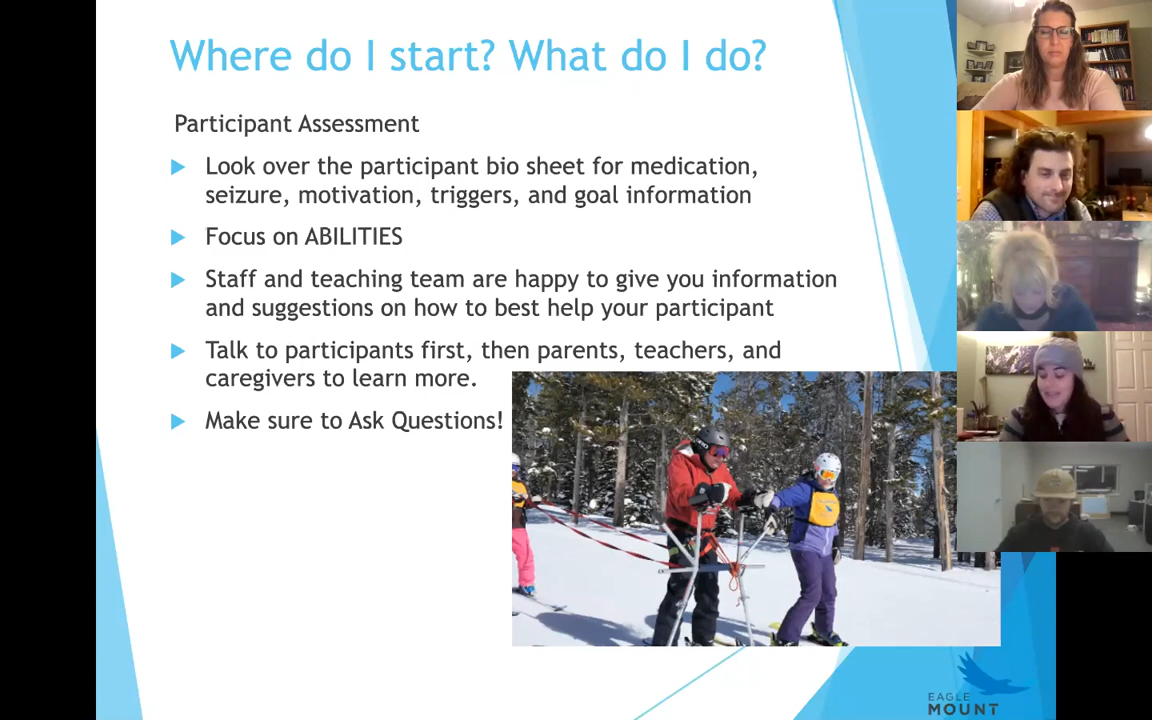 Where do I start? What do I do?
Participant Assessment
Look over the participant bio sheet for medication,
seizure, motivation, triggers, and goal information
Focus on ABILITIES
Staff and teaching team are happy to give you information
and suggestions on how to best help your participant
Talk to participants first, then parents, teachers, and
caregivers to learn more.
Make sure to Ask Questions!
EAGLE
MOUNT